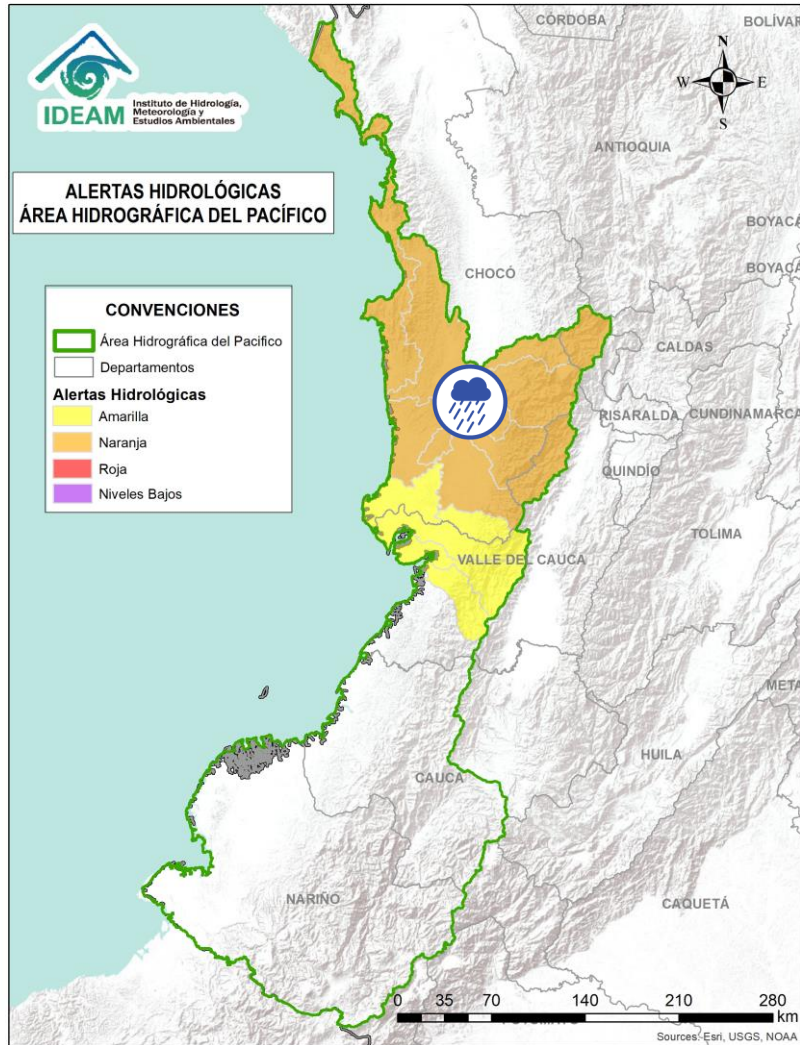 CÓRDOBA
BOLÍVAR
IDEAM
Instituto de Hidrología,
Meteorología y
Estudios Ambientales
N
W
E
S
ANTIOQUIA
ALERTAS HIDROLÓGICAS
ÁREA HIDROGRÁFICA DEL PACÍFICO
BOYACÁ
BOYACÁ
CHOCÓ
CONVENCIONES
Área Hidrográfica del Pacifico
Departamentos
Alertas Hidrológicas
Amarilla
Naranja
Roja
Niveles Bajos
CALDAS
RISARALDA
CUNDINAMARCA
QUINDÍO
TOLIMA
VALLE DEL CAUCA
META
HUILA
CAUCA
NARIÑO
CAQUETÁ
0 35 70 140 210 280
km
Sources: Esri, USGS, NOAA